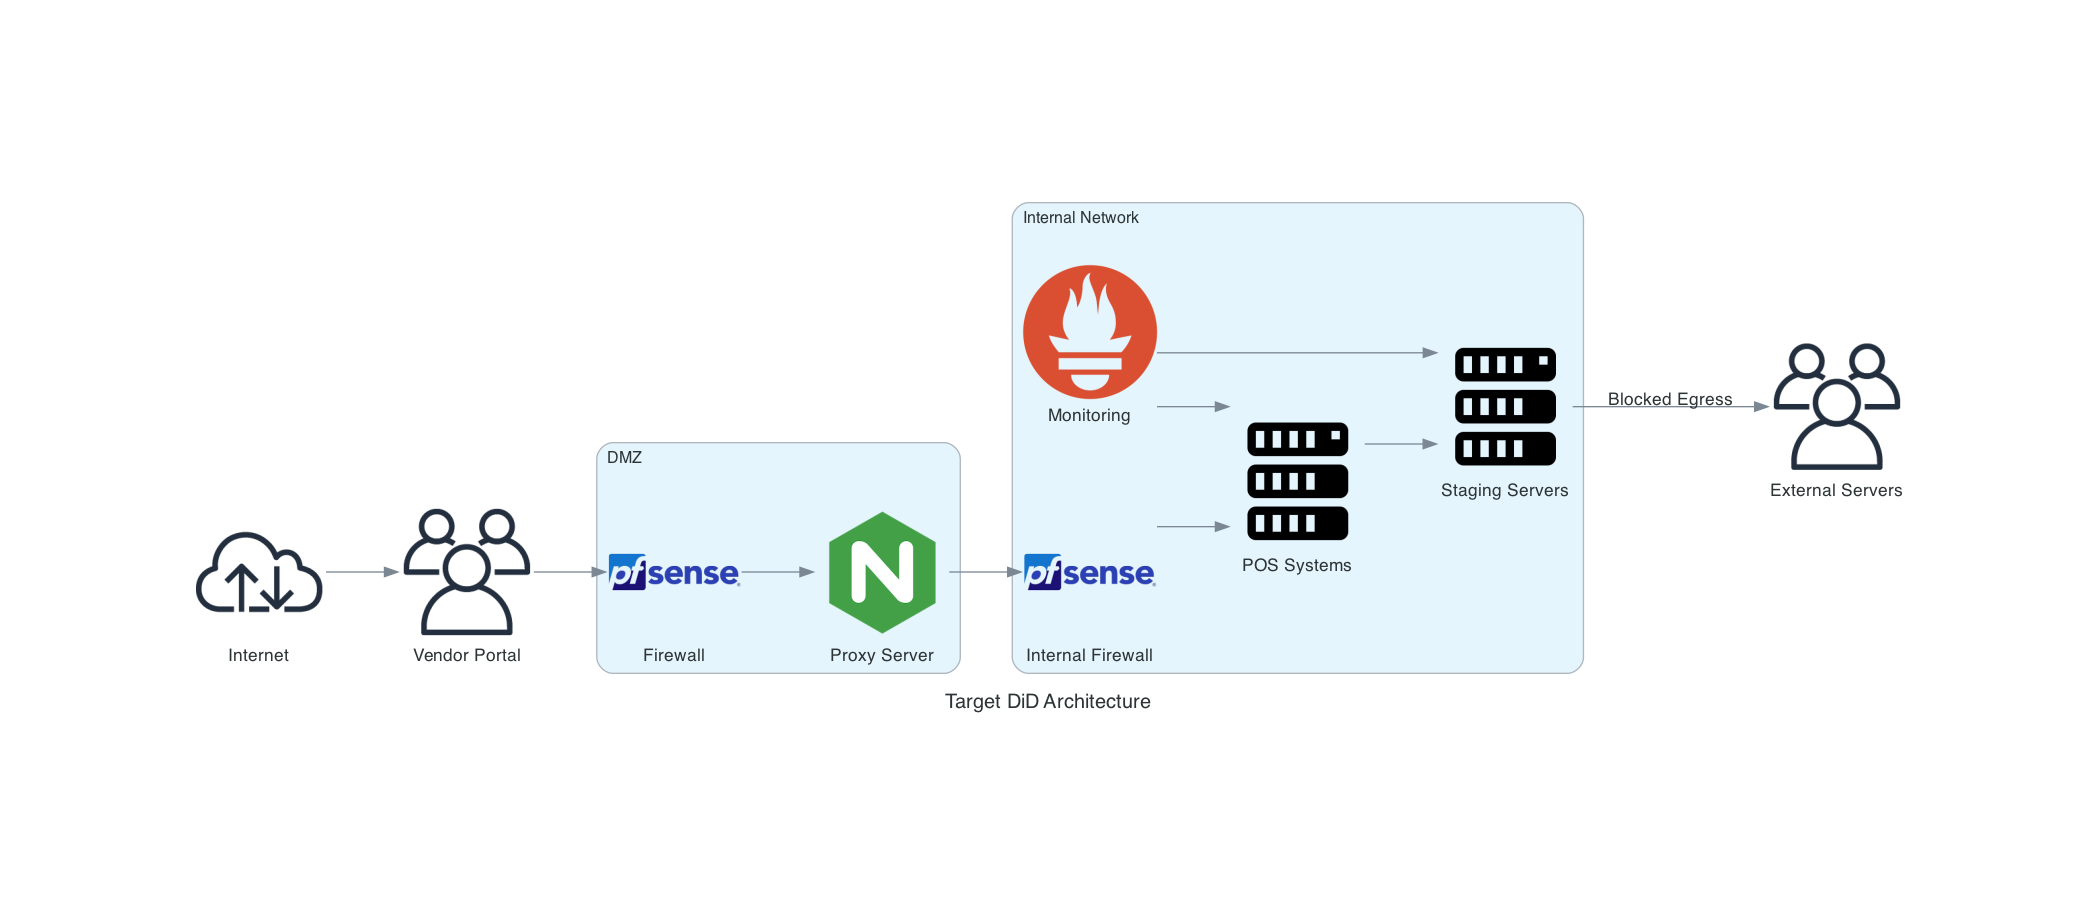 Internal Network
Monitoring
Blocked Egress
DMZ
Staging Servers
External Servers
POS Systems
pfsense
N
pfsense
Internet
Vendor Portal
Firewall
Proxy Server
Internal Firewall
Target DiD Architecture